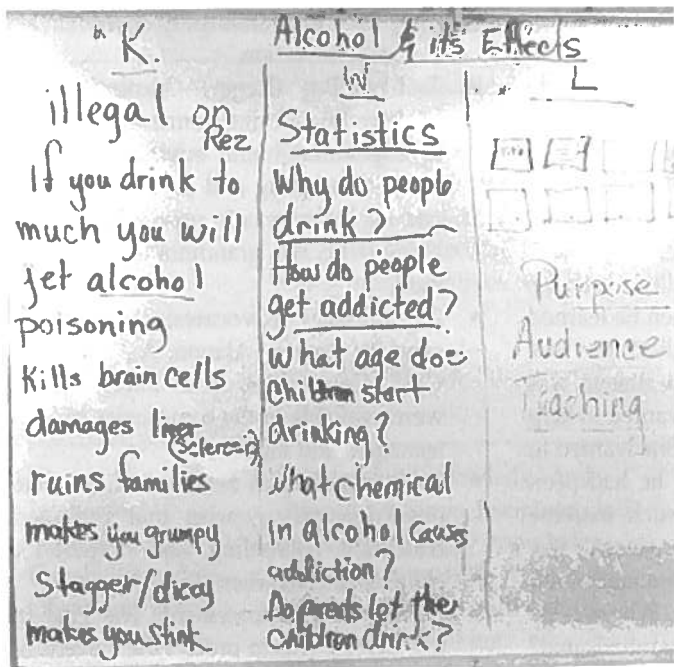 Alcohol & its Effects
K.
illegal on
Rez
If you drink to
much you will
get alcohol
poisoning
Kills brain cells
damages liver
ruins families
makes you grumpy
Stagger/dizzy
makes you stink
W
Statistics
Why do people
drink?
How do people
get addicted?
What age does
Children start
drinking?
What Chemical
In alcohol causes
addiction?
Do parents let the
children drink?
L
Title
Purpose
Audience
Teaching